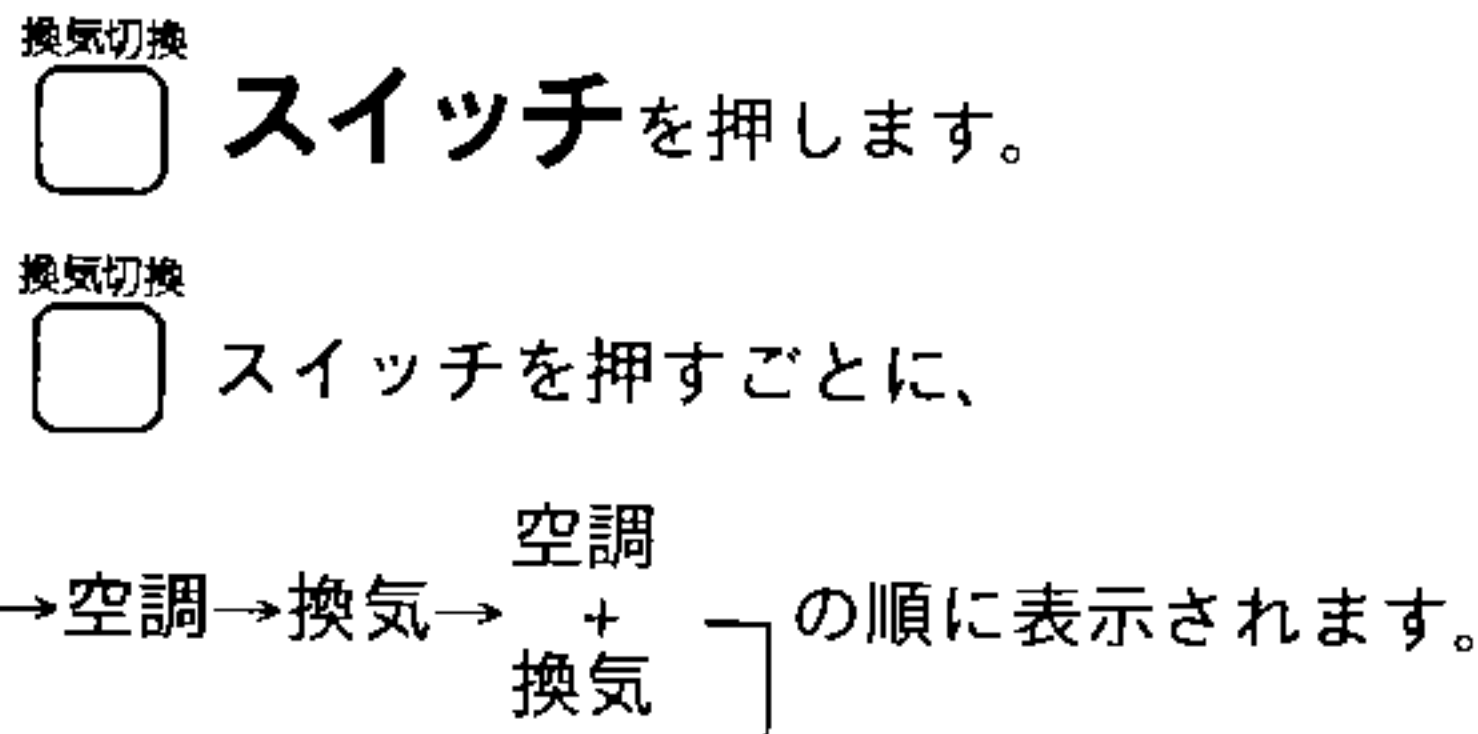 換気切換
スイッチを押します。
換気切換
スイッチを押すごとに、
→空調→換気→空調+換気 の順に表示されます。